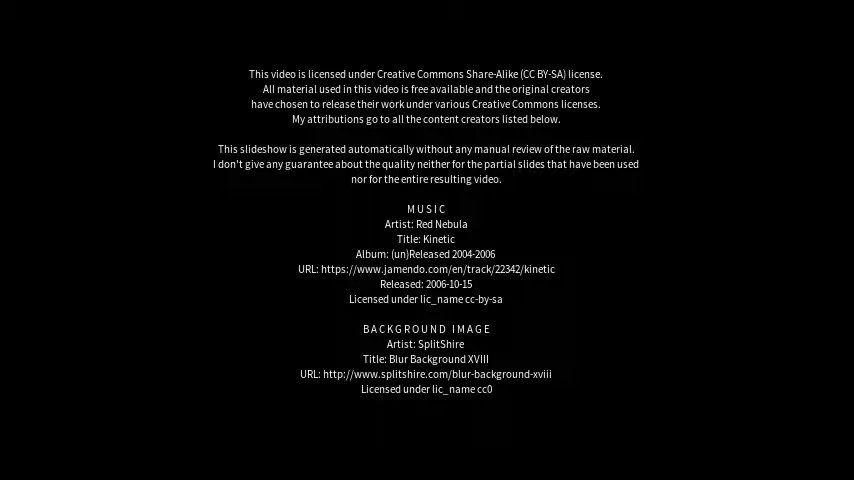 This video is licensed under Creative Commons Share-Alike (CC BY-SA) license.
All material used in this video is free available and the original creators
have chosen to release their work under various Creative Commons licenses.
My attributions go to all the content creators listed below.
This slideshow is generated automatically without any manual review of the raw material.
I don't give any guarantee about the quality neither for the partial slides that have been used
nor for the entire resulting video.
MUSIC
Artist: Red Nebula
Title: Kinetic
Album: (un)Released 2004-2006
URL: https://www.jamendo.com/en/track/22342/kinetic
Released: 2006-10-15
Licensed under lic_name cc-by-sa
BACKGROUND IMAGE
Artist: SplitShire
Title: Blur Background XVIII
URL: http://www.splitshire.com/blur-background-xviii
Licensed under lic_name cc0